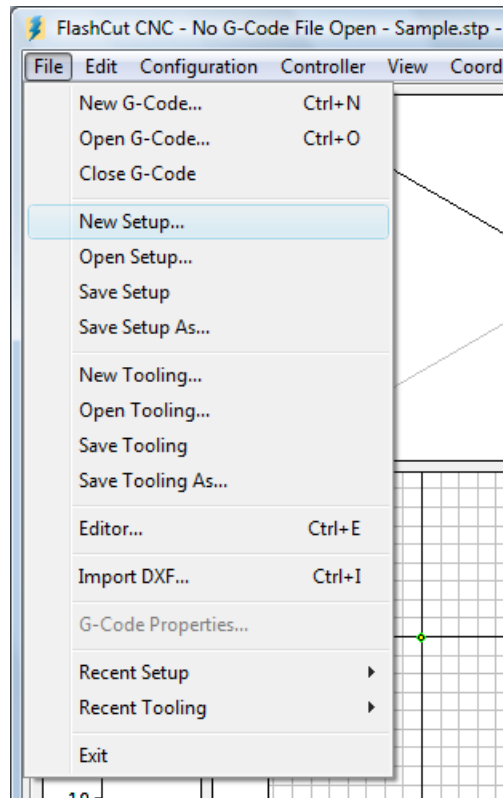 FlashCut CNC - No G-Code File Open - Sample.stp -
File Edit Configuration Controller View Coord
New G-Code... Ctrl+N
Open G-Code... Ctrl+O
Close G-Code
New Setup...
Open Setup...
Save Setup
Save Setup As...
New Tooling...
Open Tooling...
Save Tooling
Save Tooling As...
Editor... Ctrl+E
Import DXF... Ctrl+I
G-Code Properties...
Recent Setup
Recent Tooling
Exit